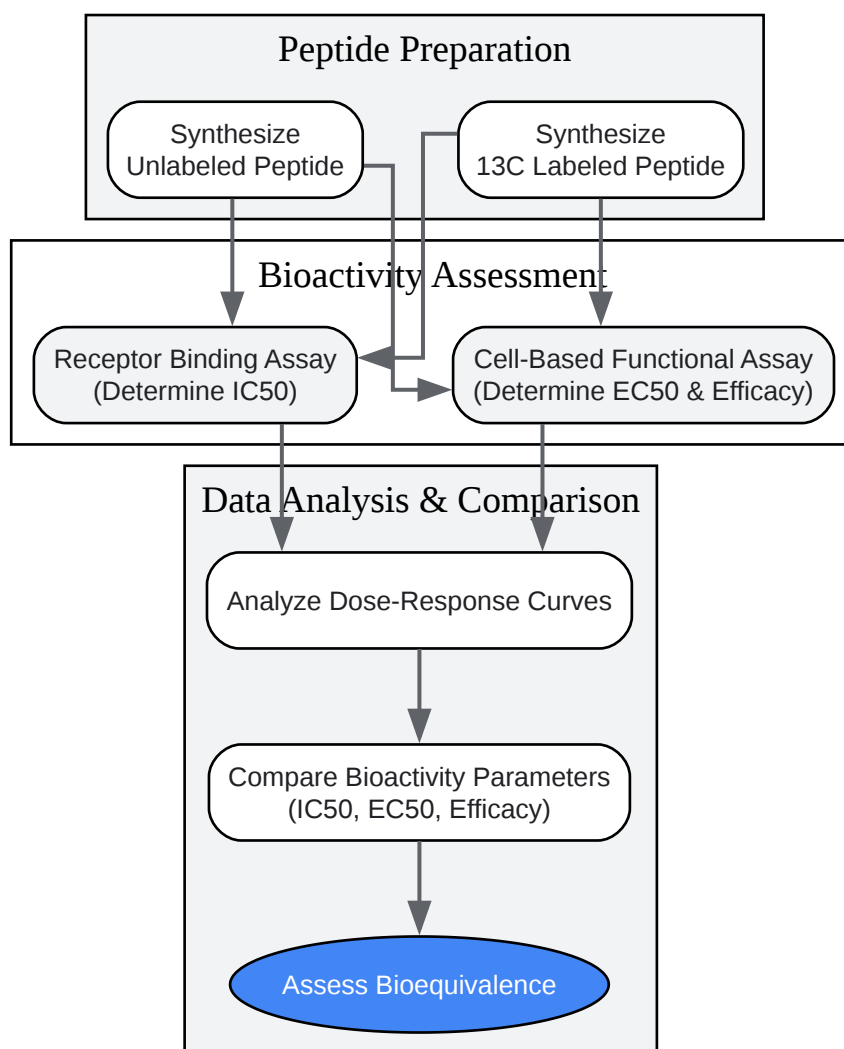 Peptide Preparation
Synthesize
Unlabeled Peptide
Synthesize
13C Labeled Peptide
Bioactivity Assessment
Receptor Binding Assay
(Determine IC50)
Cell-Based Functional Assay
(Determine EC50 & Efficacy)
Data Analysis & Comparison
Analyze Dose-Response Curves
Compare Bioactivity Parameters
(IC50, EC50, Efficacy)
Assess Bioequivalence